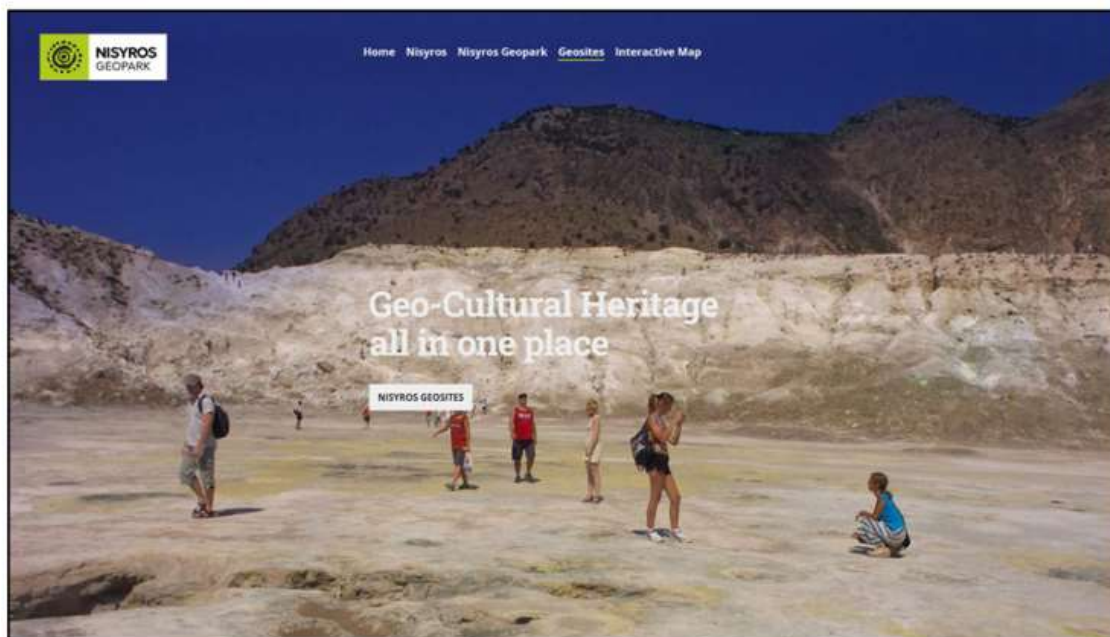 NISYROS
GEOPARK
Home Nisyros Nisyros Geopark Geosites Interactive Map
Geo-Cultural Heritage
all in one place
NISYROS GEOSITES